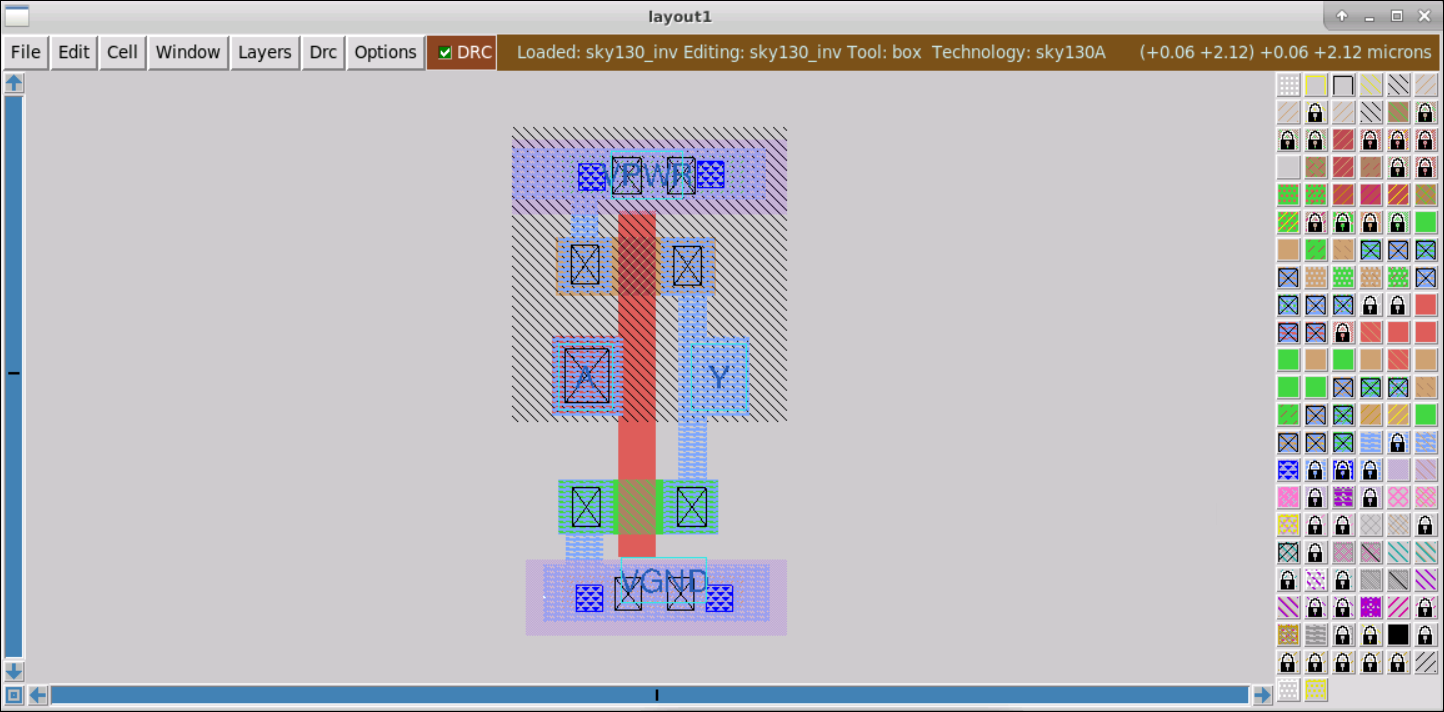 layout1
File Edit Cell Window Layers Drc Options DRC Loaded: sky130_inv Editing: sky130_inv Tool: box Technology: sky130A (+0.06 +2.12) +0.06 +2.12 microns
VPWR
A Y
VGND